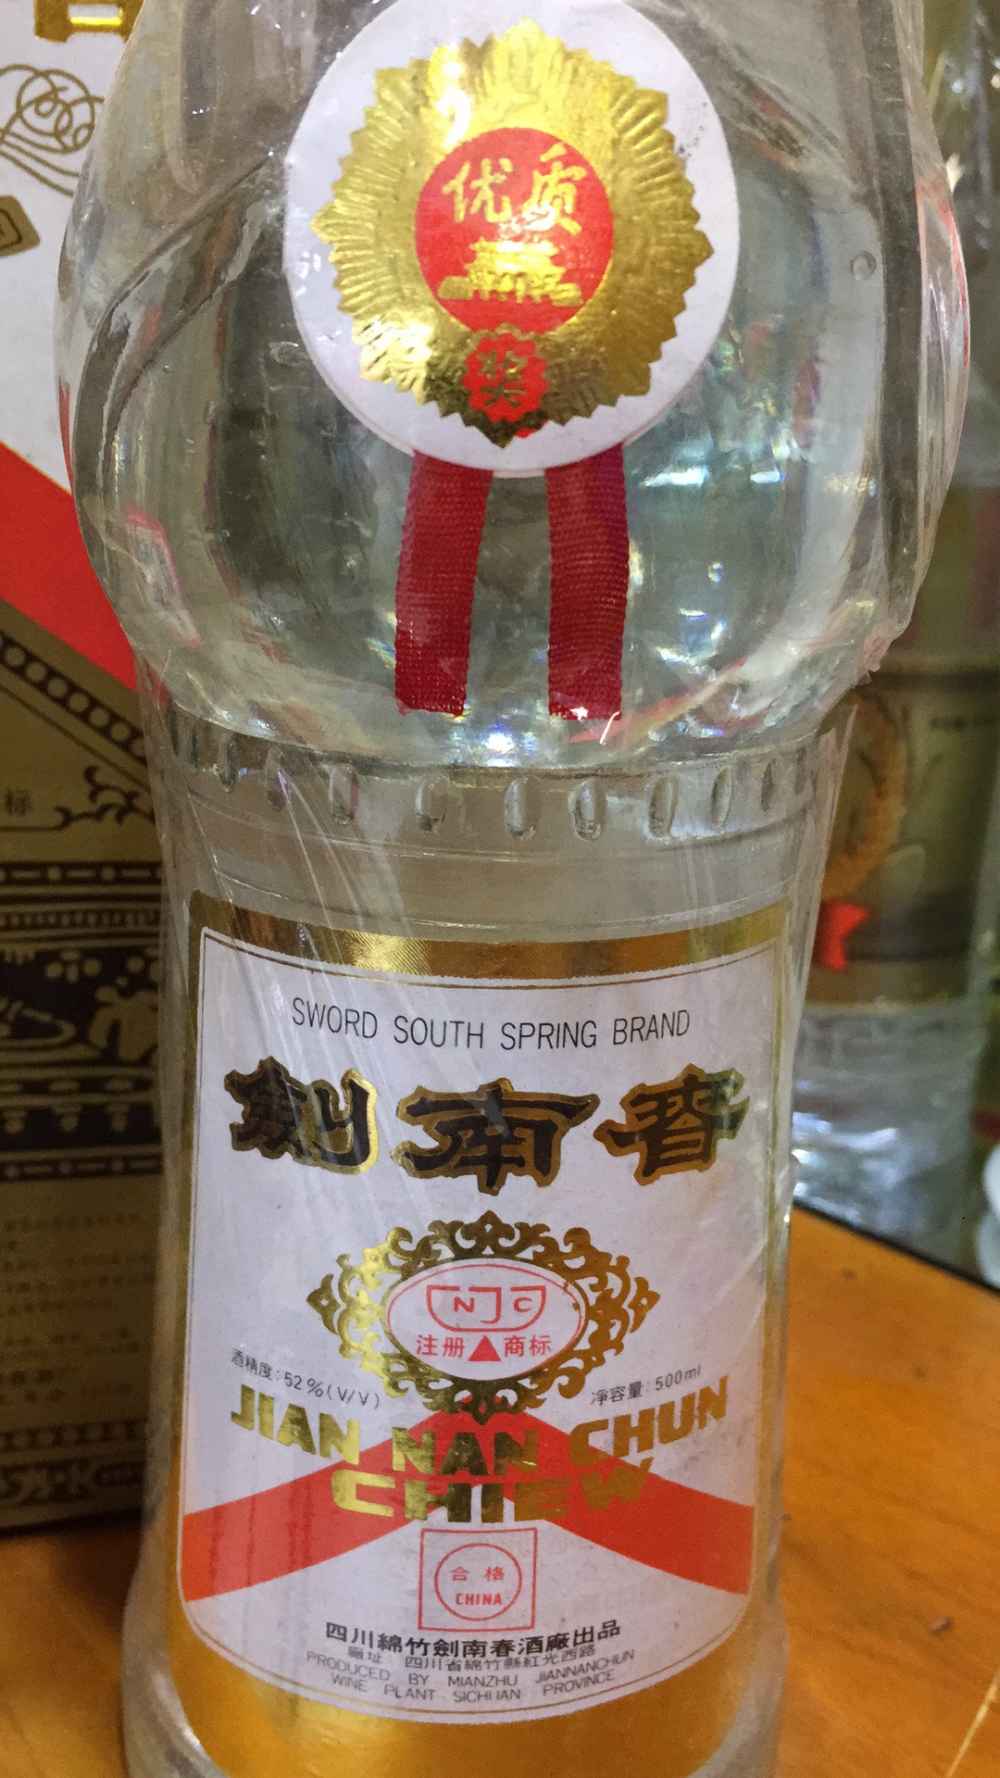 优质
奖
SWORD SOUTH SPRING BRAND
劍南春
NJC
注册 商标
酒精度:52%(V/V)
淨容量:500ml
JIAN NAN CHUN
CHIEW
合格
CHINA
四川綿竹劍南春酒廠出品
廠址 四川省綿竹縣紅光西路
PRODUCED BY MIANZHU JIANNANCHUN
WINE PLANT SICHUAN PROVINCE
标